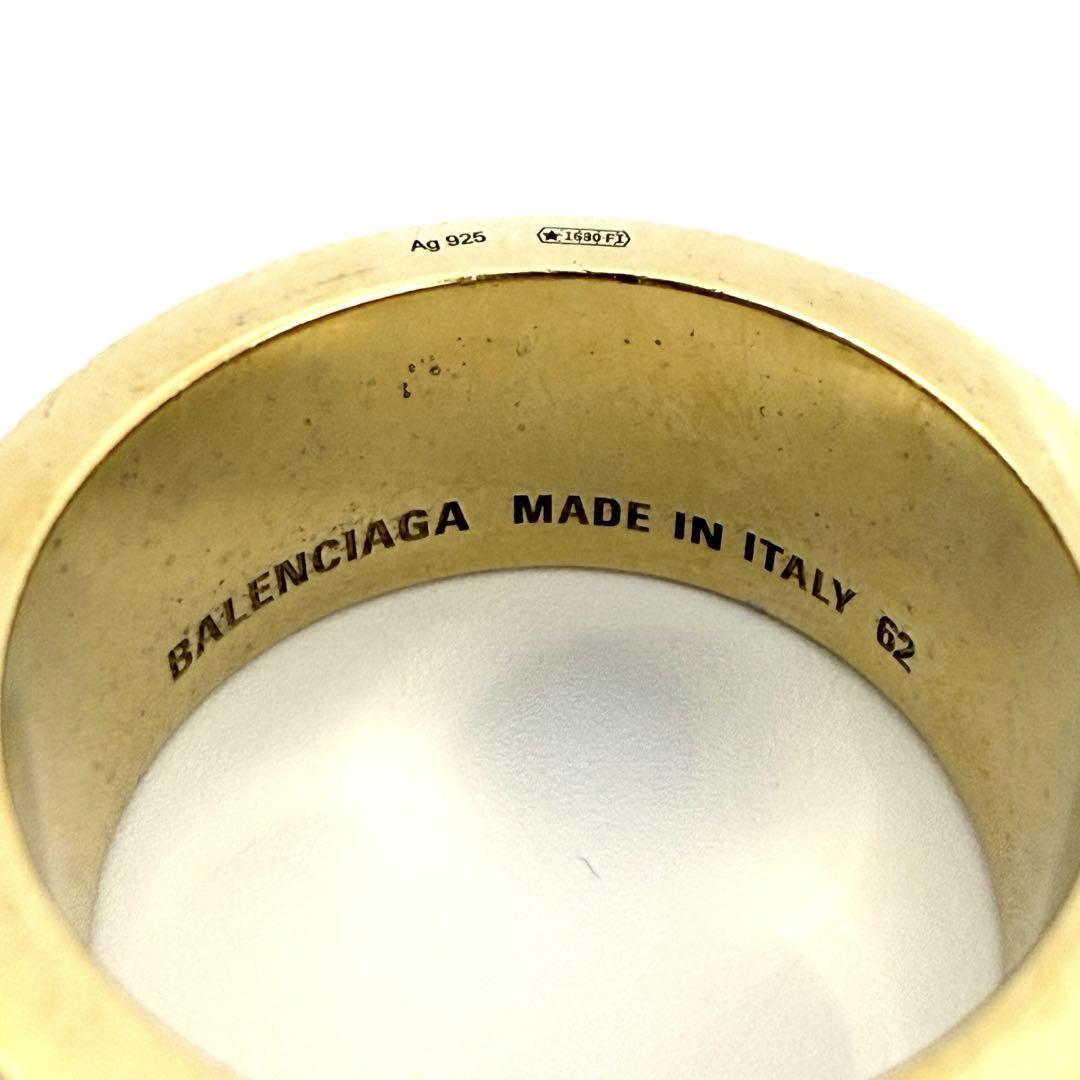 Ag 925 ★1680 FI
BALENCIAGA MADE IN ITALY 62